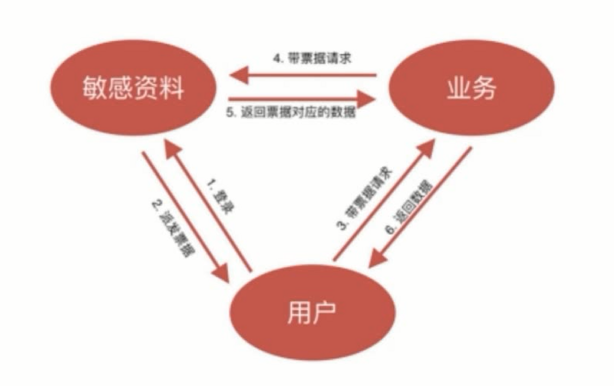 4. 带票据请求
敏感资料
业务
5. 返回票据对应的数据
1. 登录
2. 派发票据
3. 带票据请求
6. 返回数据
用户